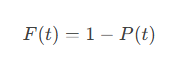 F(t) = 1 − P(t)